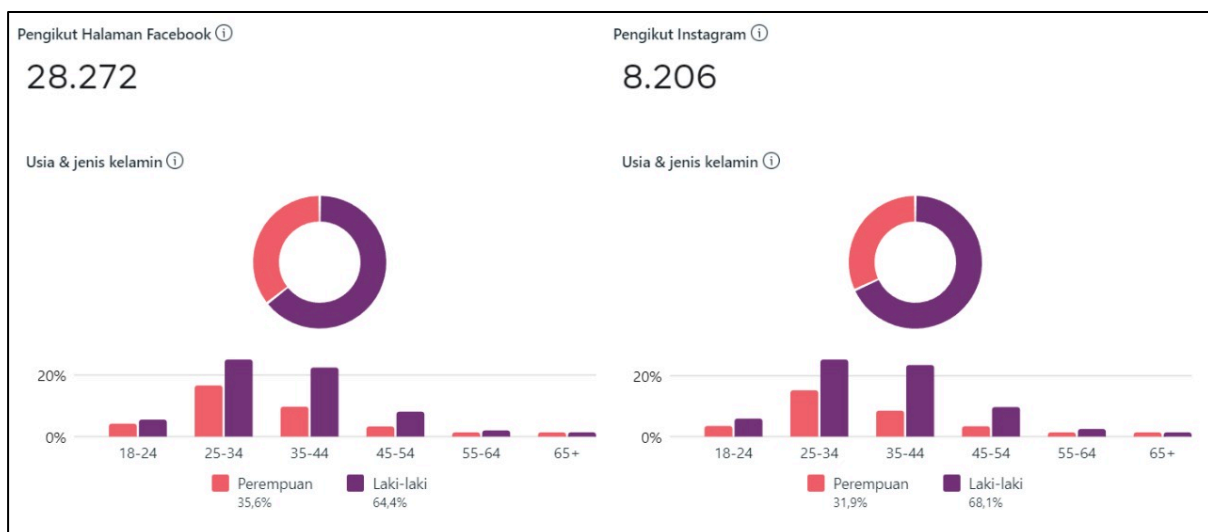 Pengikut Halaman Facebook
28.272
Usia & jenis kelamin
20%
0%
18-24 25-34 35-44 45-54 55-64 65+
Perempuan Laki-laki
35,6% 64,4%
Pengikut Instagram
8.206
Usia & jenis kelamin
20%
0%
18-24 25-34 35-44 45-54 55-64 65+
Perempuan Laki-laki
31,9% 68,1%